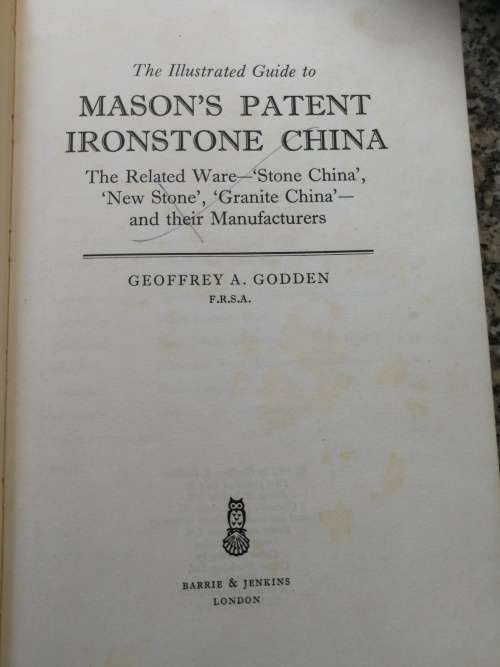 The Illustrated Guide to
MASON'S PATENT
IRONSTONE CHINA
The Related Ware—'Stone China',
'New Stone', 'Granite China'—
and their Manufacturers
GEOFFREY A. GODDEN
F.R.S.A.
BARRIE & JENKINS
LONDON